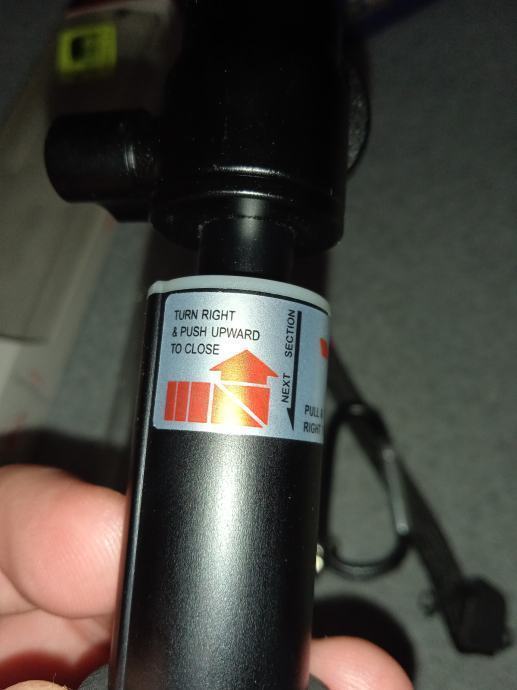 TURN RIGHT
& PUSH UPWARD
TO CLOSE
NEXT SECTION
PULL
RIGHT